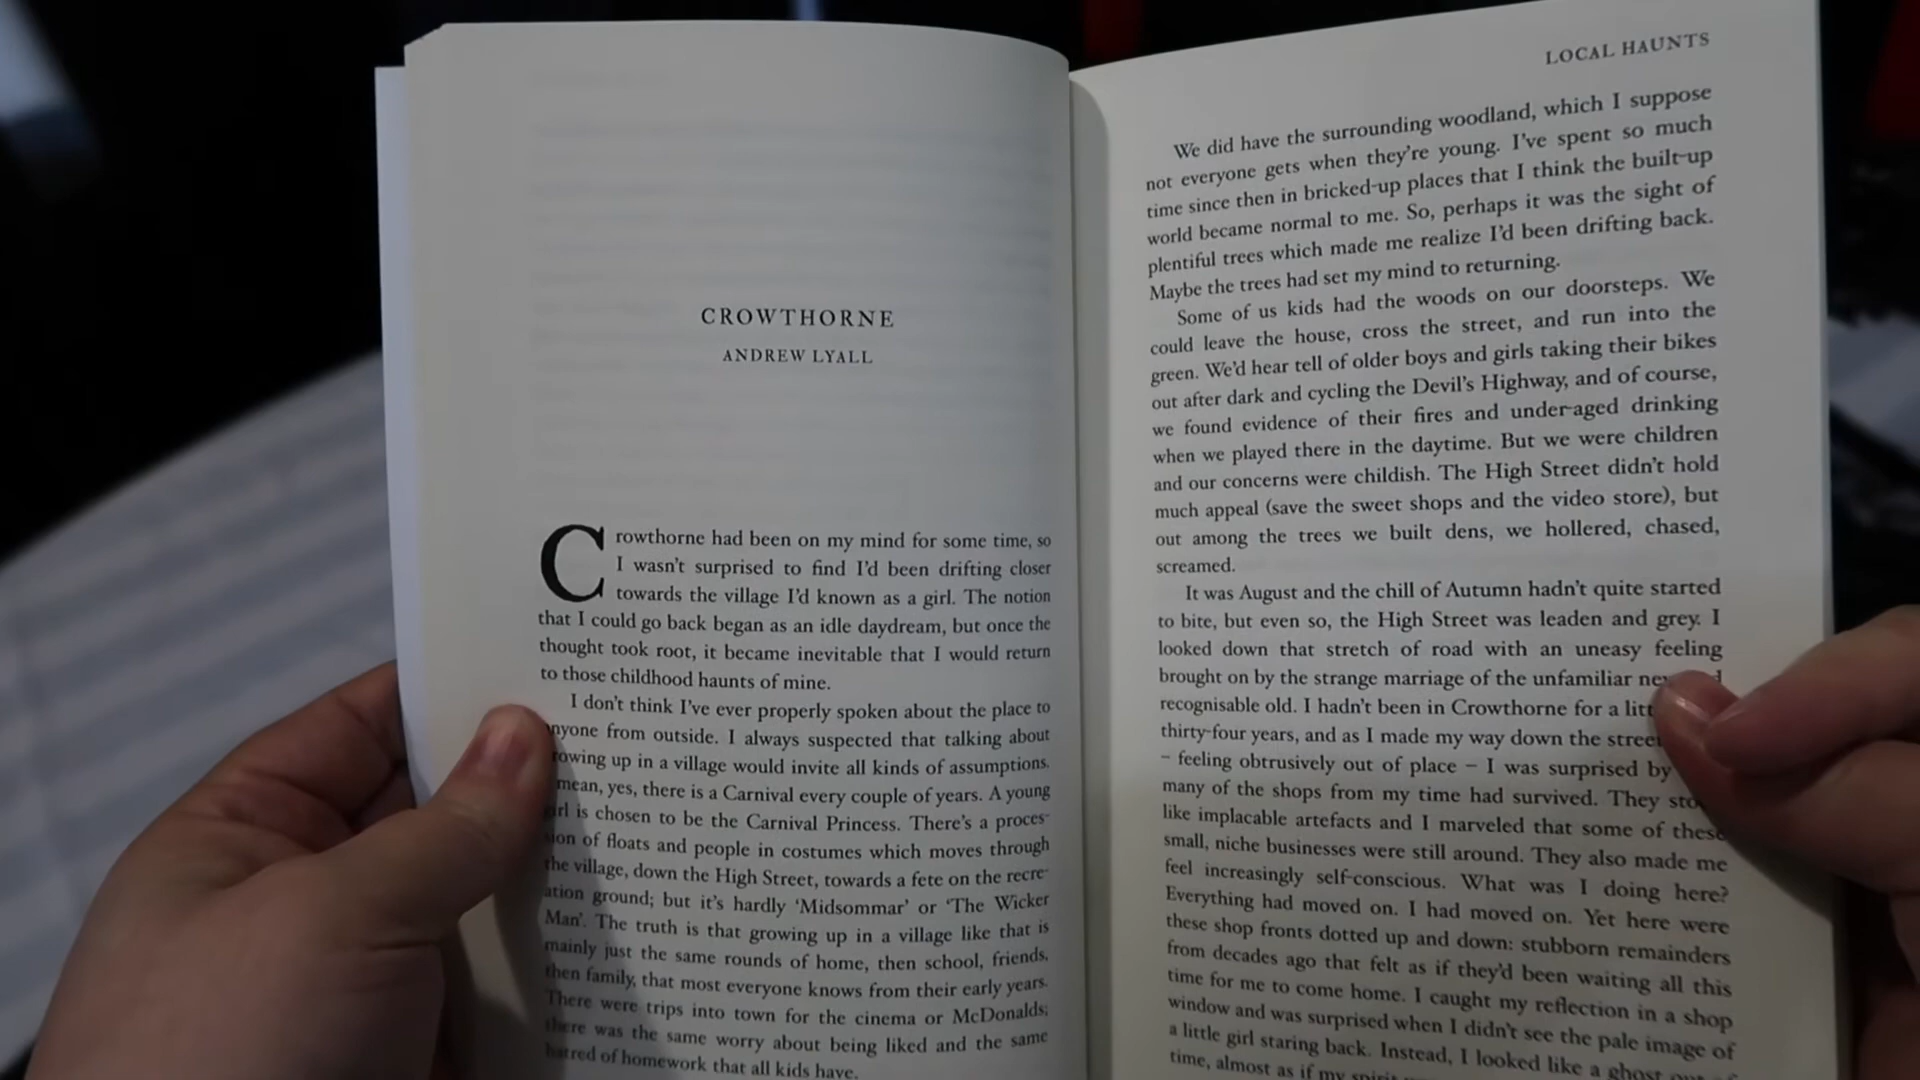 CROWTHORNE
ANDREW LYALL
Crowthorne had been on my mind for some time, so
I wasn't surprised to find I'd been drifting closer
towards the village I'd known as a girl. The notion
that I could go back began as an idle daydream, but once the
thought took root, it became inevitable that I would return
to those childhood haunts of mine.
I don't think I've ever properly spoken about the place to
from outside. I always suspected that talking about
up in a village would invite all kinds of assumptions.
mean, yes, there is a Carnival every couple of years. A young
is chosen to be the Carnival Princess. There's a proces-
of floats and people in costumes which moves through
the village, down the High Street, towards a fete on the recre-
ation ground; but it's hardly 'Midsommar' or 'The Wicker
Man'. The truth is that growing up in a village like that is
mainly just the same rounds of home, then school, friends,
then family, that most everyone knows from their early years.
There were trips into town for the cinema or McDonalds;
there was the same worry about being liked and the same
hatred of homework that all kids have.
LOCAL HAUNTS
We did have the surrounding woodland, which I suppose
not everyone gets when they're young. I've spent so much
time since then in bricked-up places that I think the built-up
world became normal to me. So, perhaps it was the sight of
plentiful trees which made me realize I'd been drifting back.
Maybe the trees had set my mind to returning.
Some of us kids had the woods on our doorsteps. We
could leave the house, cross the street, and run into the
green. We'd hear tell of older boys and girls taking their bikes
out after dark and cycling the Devil's Highway, and of course,
we found evidence of their fires and under-aged drinking
when we played there in the daytime. But we were children
and our concerns were childish. The High Street didn't hold
much appeal (save the sweet shops and the video store), but
out among the trees we built dens, we hollered, chased,
screamed.
It was August and the chill of Autumn hadn't quite started
to bite, but even so, the High Street was leaden and grey. I
looked down that stretch of road with an uneasy feeling
brought on by the strange marriage of the unfamiliar
recognisable old. I hadn't been in Crowthorne for a
thirty-four years, and as I made my way down the street
– feeling obtrusively out of place – I was surprised by
many of the shops from my time had survived. They
like implacable artefacts and I marveled that some of these
small, niche businesses were still around. They also made me
feel increasingly self-conscious. What was I doing here?
Everything had moved on. I had moved on. Yet here were
these shop fronts dotted up and down: stubborn remainders
from decades ago that felt as if they'd been waiting all this
time for me to come home. I caught my reflection in a shop
window and was surprised when I didn't see the pale image of
a little girl staring back. Instead, I looked like a ghost out of
time, almost as if my